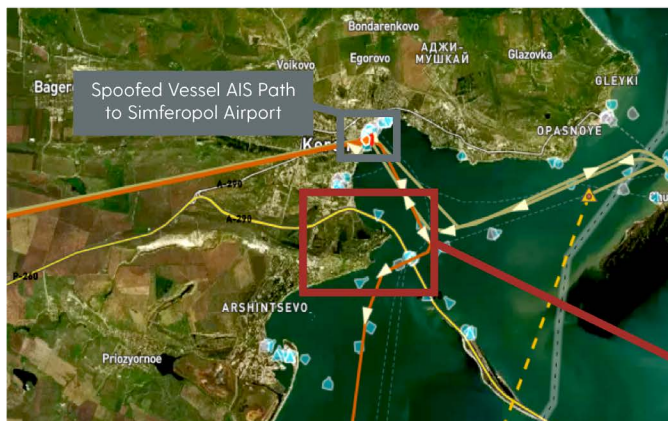 Bondarenkovo
Voikovo
Egorovo
АДЖИ-
МУШКАЙ
Glazovka
GLEYKI
Spoofed Vessel AIS Path
to Simferopol Airport
OPASNOYE
A-290
A-290
P-260
ARSHINTSEVO
Priozyornoe